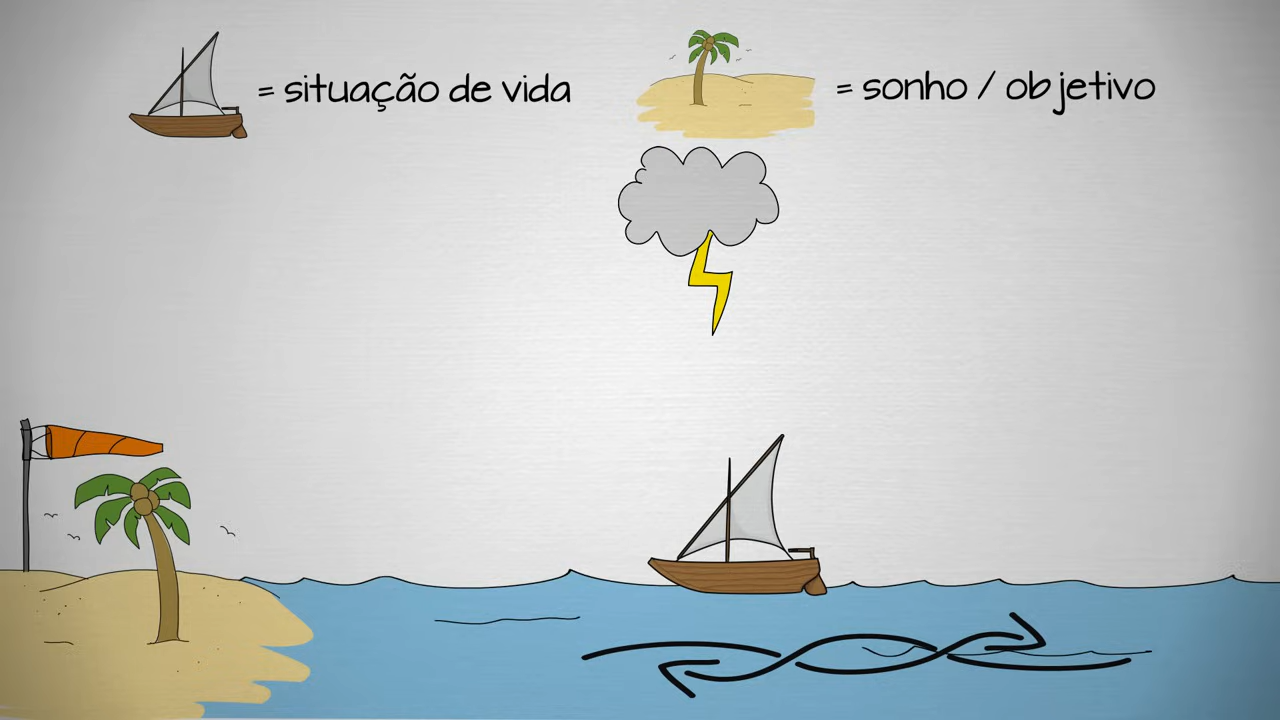 = situação de vida
= sonho / objetivo